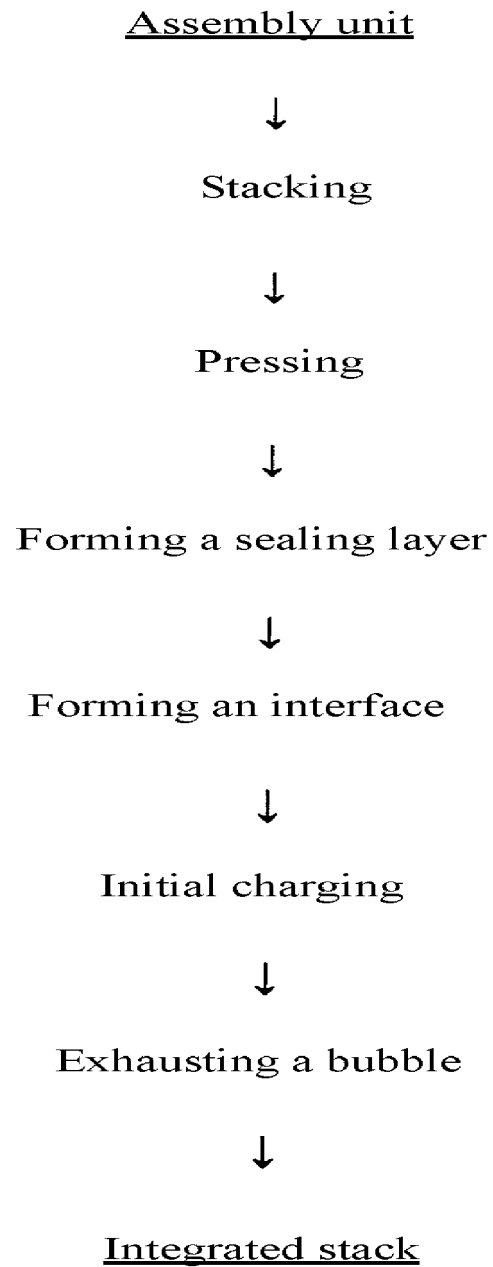 Assembly unit
↓
Stacking
↓
Pressing
↓
Forming a sealing layer
↓
Forming an interface
↓
Initial charging
↓
Exhausting a bubble
↓
Integrated stack